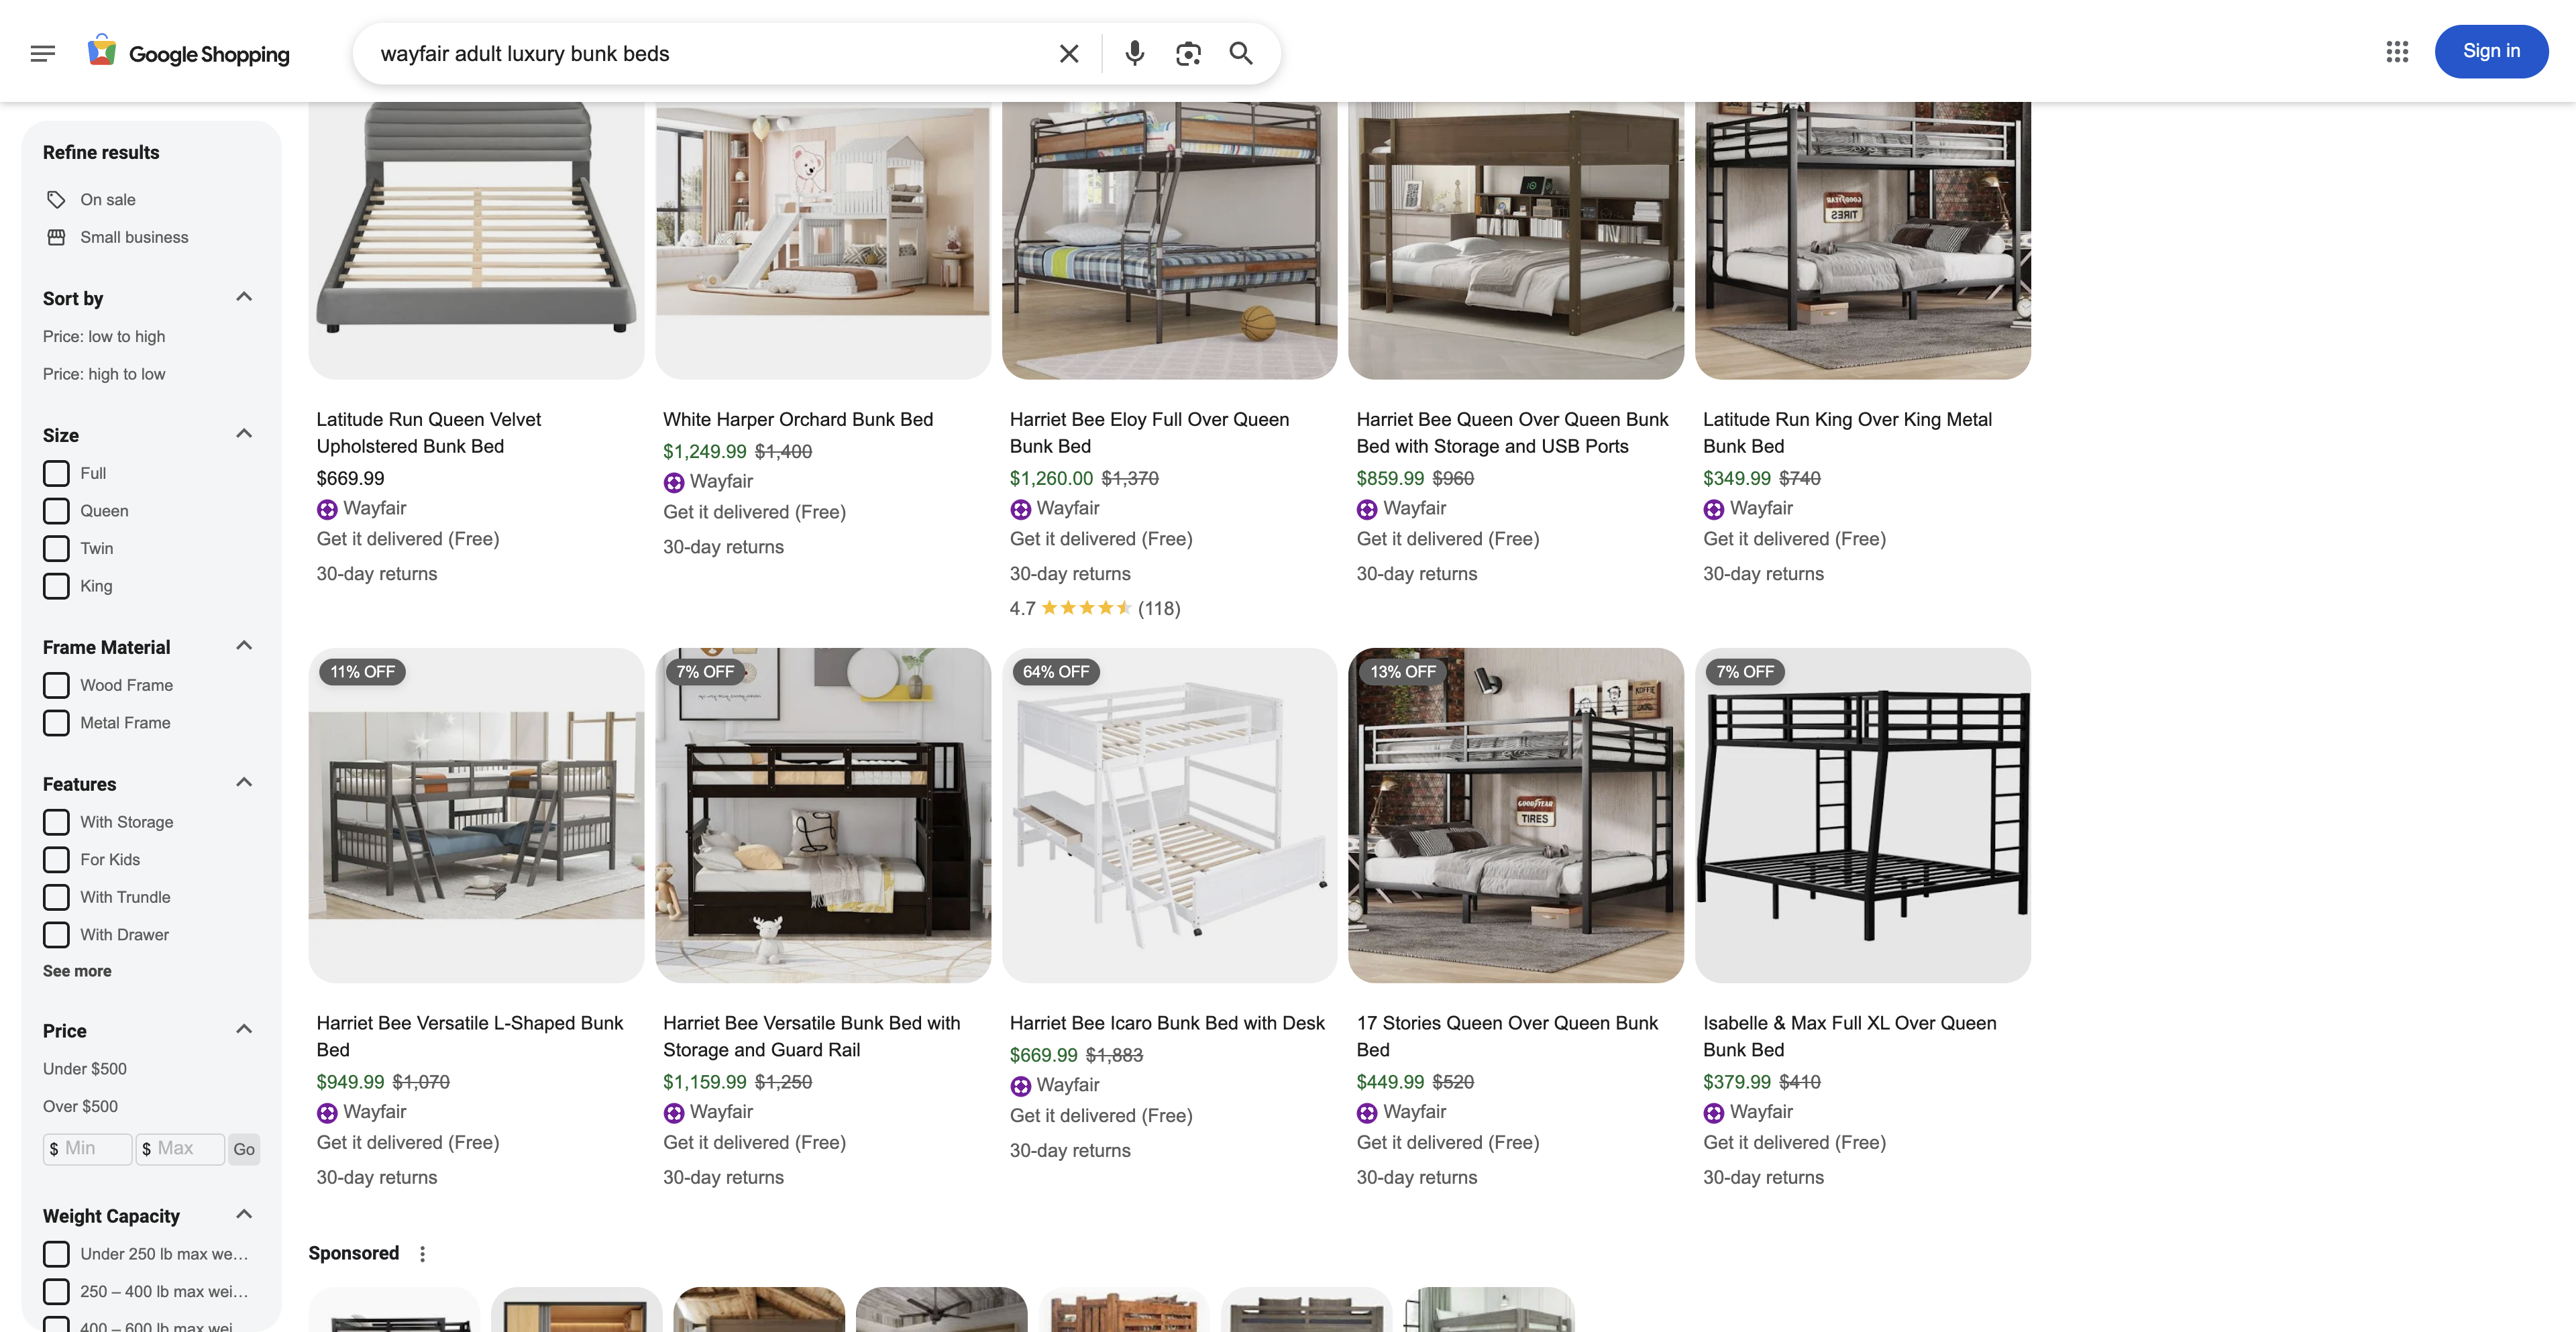 Google Shopping
wayfair adult luxury bunk beds
Sign in
Refine results
On sale
Small business
Sort by
Price: low to high
Price: high to low
Size
Full
Queen
Twin
King
Frame Material
Wood Frame
Metal Frame
Features
With Storage
For Kids
With Trundle
With Drawer
See more
Price
Under $500
Over $500
$ Min $ Max Go
Weight Capacity
Under 250 lb max we…
250 – 400 lb max wei…
400 – 600 lb max wei
Latitude Run Queen Velvet
Upholstered Bunk Bed
$669.99
Wayfair
Get it delivered (Free)
30-day returns
White Harper Orchard Bunk Bed
$1,249.99 $1,400
Wayfair
Get it delivered (Free)
30-day returns
Harriet Bee Eloy Full Over Queen
Bunk Bed
$1,260.00 $1,370
Wayfair
Get it delivered (Free)
30-day returns
4.7 (118)
Harriet Bee Queen Over Queen Bunk
Bed with Storage and USB Ports
$859.99 $960
Wayfair
Get it delivered (Free)
30-day returns
GOODYEAR
TIRES
Latitude Run King Over King Metal
Bunk Bed
$349.99 $740
Wayfair
Get it delivered (Free)
30-day returns
11% OFF
Harriet Bee Versatile L-Shaped Bunk
Bed
$949.99 $1,070
Wayfair
Get it delivered (Free)
30-day returns
7% OFF
Harriet Bee Versatile Bunk Bed with
Storage and Guard Rail
$1,159.99 $1,250
Wayfair
Get it delivered (Free)
30-day returns
64% OFF
Harriet Bee Icaro Bunk Bed with Desk
$669.99 $1,883
Wayfair
Get it delivered (Free)
30-day returns
13% OFF
KOFFIE
GOODYEAR
TIRES
17 Stories Queen Over Queen Bunk
Bed
$449.99 $520
Wayfair
Get it delivered (Free)
30-day returns
7% OFF
Isabelle & Max Full XL Over Queen
Bunk Bed
$379.99 $410
Wayfair
Get it delivered (Free)
30-day returns
Sponsored